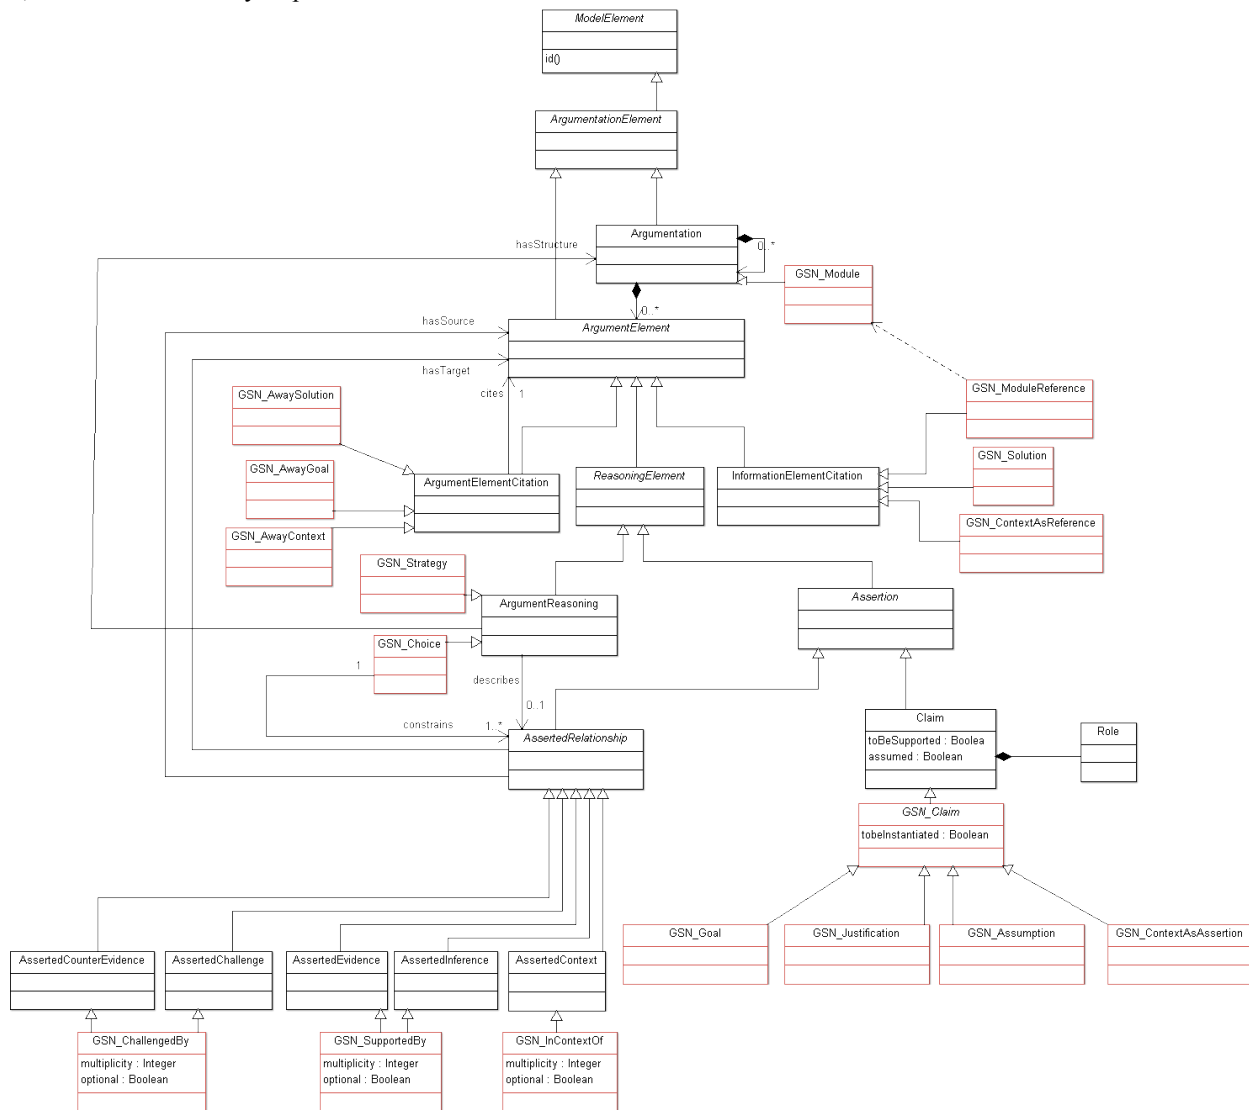 ModelElement
id()
ArgumentationElement
Argumentation
hasStructure
0..*
GSN_Module
0..*
hasSource
ArgumentElement
hasTarget
cites
1
GSN_AwaySolution
GSN_ModuleReference
GSN_Solution
GSN_AwayGoal
ArgumentElementCitation
ReasoningElement
InformationElementCitation
GSN_ContextAsReference
GSN_AwayContext
GSN_Strategy
ArgumentReasoning
Assertion
GSN_Choice
1
describes
0..1
constrains
1..*
AssertedRelationship
Claim
toBeSupported : Boolea
assumed : Boolean
Role
GSN_Claim
tobeInstantiated : Boolean
GSN_Goal
GSN_Justification
GSN_Assumption
GSN_ContextAsAssertion
AssertedCounterEvidence
AssertedChallenge
AssertedEvidence
AssertedInference
AssertedContext
GSN_ChallengedBy
multiplicity : Integer
optional : Boolean
GSN_SupportedBy
multiplicity : Integer
optional : Boolean
GSN_InContextOf
multiplicity : Integer
optional : Boolean